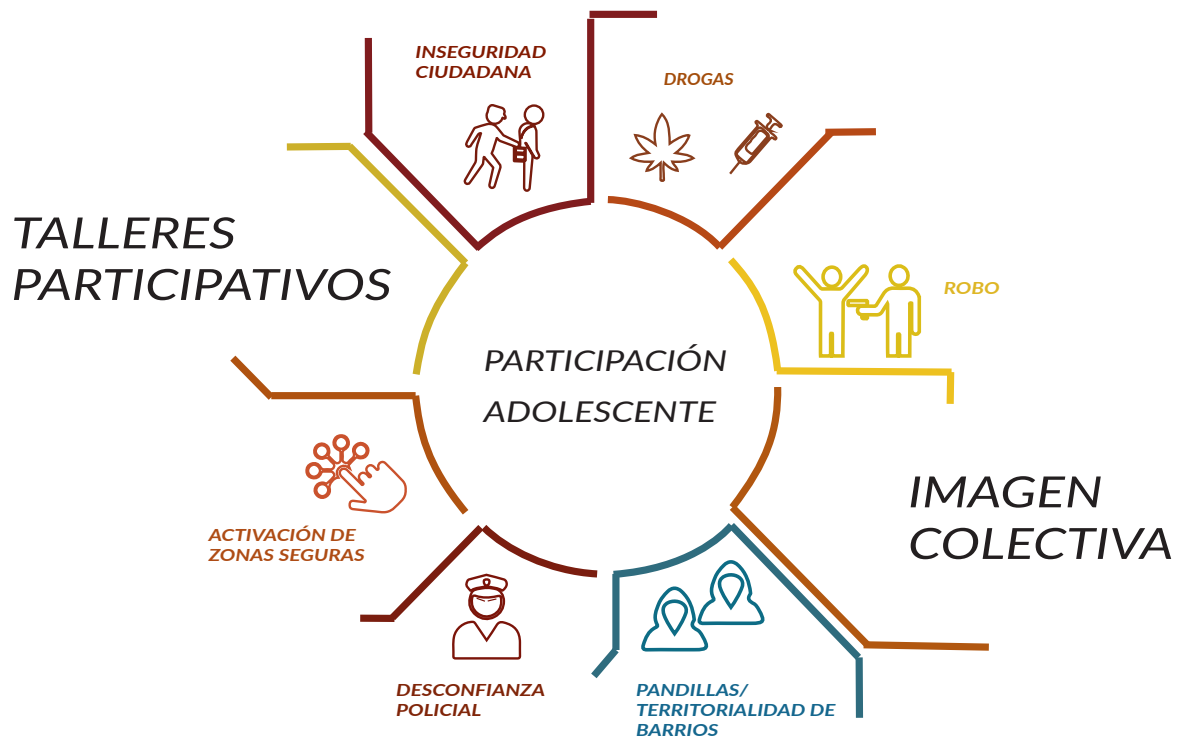 INSEGURIDAD
CIUDADANA
DROGAS
TALLERES
PARTICIPATIVOS
ROBO
PARTICIPACIÓN
ADOLESCENTE
IMAGEN
COLECTIVA
ACTIVACIÓN DE
ZONAS SEGURAS
DESCONFIANZA
POLICIAL
PANDILLAS/
TERRITORIALIDAD DE
BARRIOS